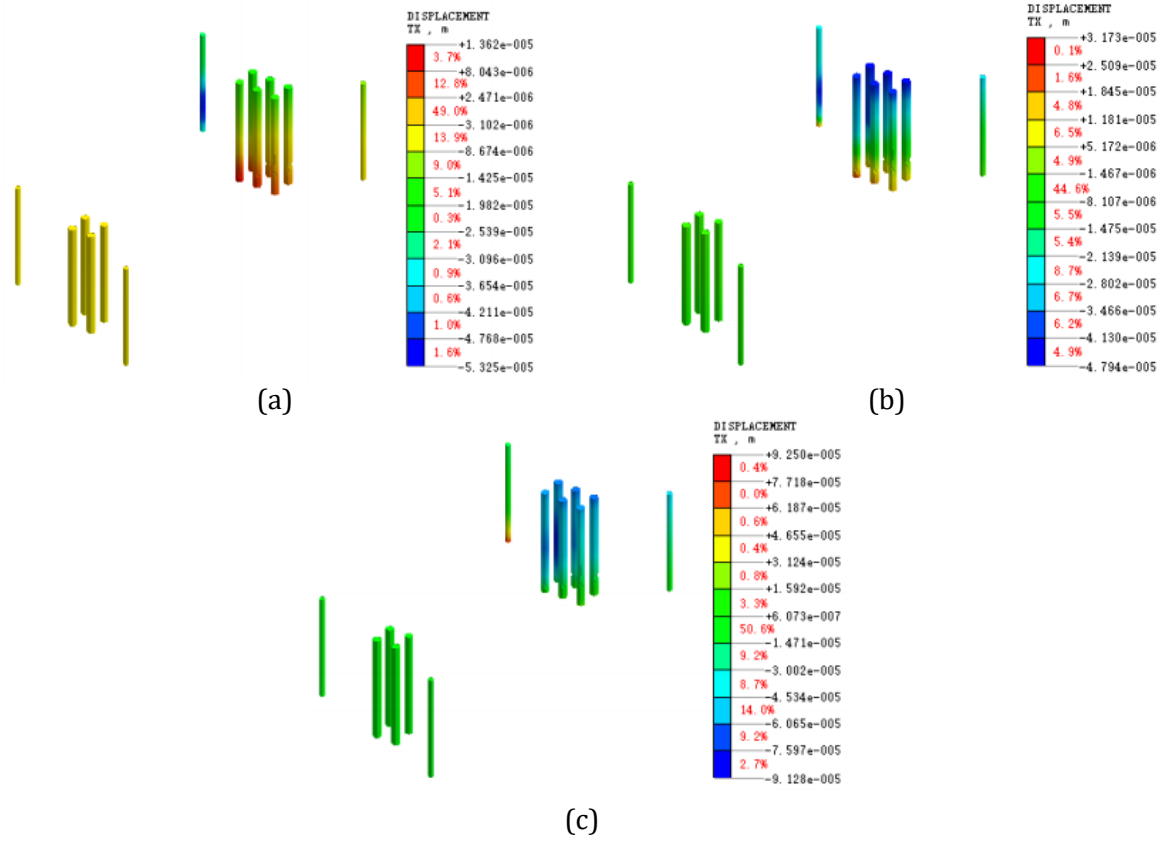 DISPLACEMENT
TX , m
+1.362e-005
3.7%
+8.043e-006
12.8%
+2.471e-006
49.0%
-3.102e-006
13.9%
-8.674e-006
9.0%
-1.425e-005
5.1%
-1.982e-005
0.3%
-2.539e-005
2.1%
-3.096e-005
0.9%
-3.654e-005
0.6%
-4.211e-005
1.0%
-4.768e-005
1.6%
-5.325e-005
(a)
DISPLACEMENT
TX , m
+3.173e-005
0.1%
+2.509e-005
1.6%
+1.845e-005
4.8%
+1.181e-005
6.5%
+5.172e-006
4.9%
-1.467e-006
44.6%
-8.107e-006
5.5%
-1.475e-005
5.4%
-2.139e-005
8.7%
-2.802e-005
6.7%
-3.466e-005
6.2%
-4.130e-005
4.9%
-4.794e-005
(b)
DISPLACEMENT
TX , m
+9.250e-005
0.4%
+7.718e-005
0.0%
+6.187e-005
0.6%
+4.655e-005
0.4%
+3.124e-005
0.8%
+1.592e-005
3.3%
+6.073e-007
50.6%
-1.471e-005
9.2%
-3.002e-005
8.7%
-4.534e-005
14.0%
-6.065e-005
9.2%
-7.597e-005
2.7%
-9.128e-005
(c)